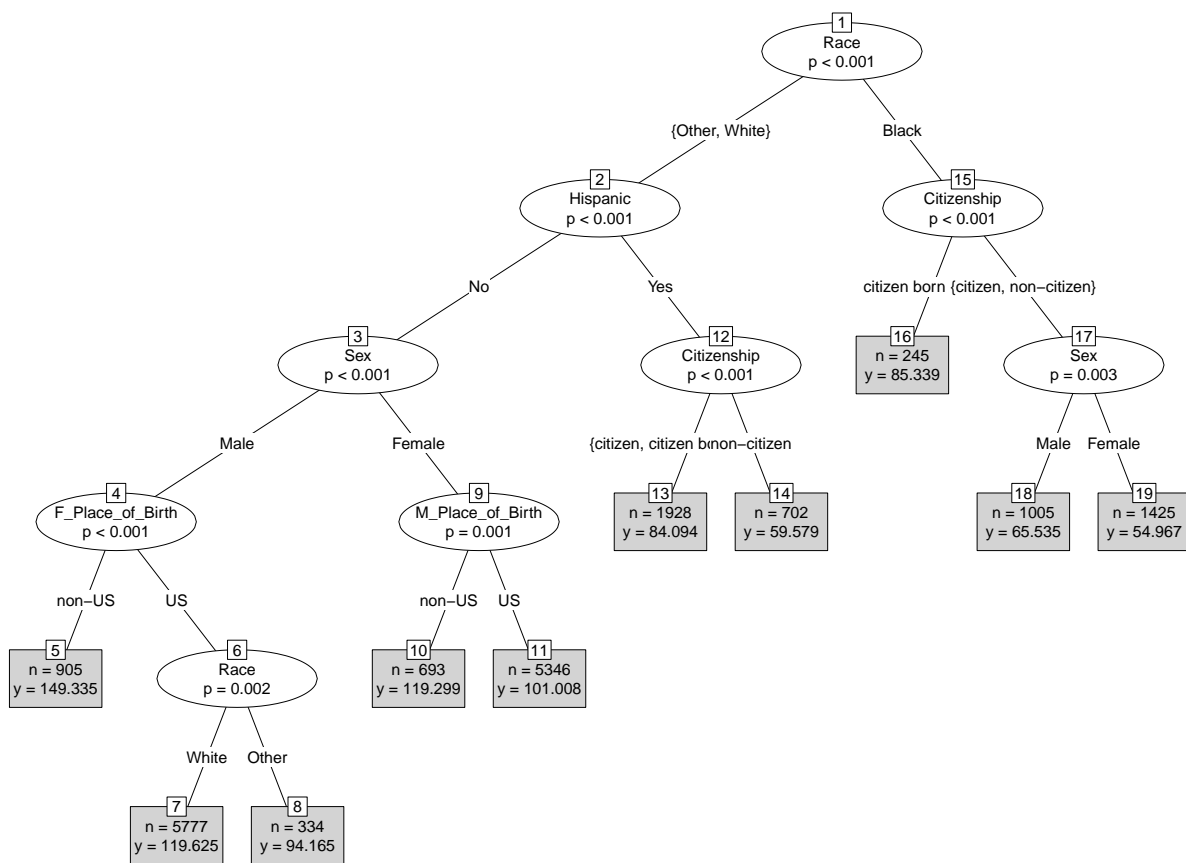 1
Race
p < 0.001
{Other, White}
Black
2
Hispanic
p < 0.001
15
Citizenship
p < 0.001
No
Yes
citizen born
{citizen, non−citizen}
3
Sex
p < 0.001
12
Citizenship
p < 0.001
16
n = 245
y = 85.339
17
Sex
p = 0.003
Male
Female
{citizen, citizen
non−citizen
Male
Female
4
F_Place_of_Birth
p < 0.001
9
M_Place_of_Birth
p = 0.001
13
n = 1928
y = 84.094
14
n = 702
y = 59.579
18
n = 1005
y = 65.535
19
n = 1425
y = 54.967
non−US
US
non−US
US
5
n = 905
y = 149.335
6
Race
p = 0.002
10
n = 693
y = 119.299
11
n = 5346
y = 101.008
White
Other
7
n = 5777
y = 119.625
8
n = 334
y = 94.165